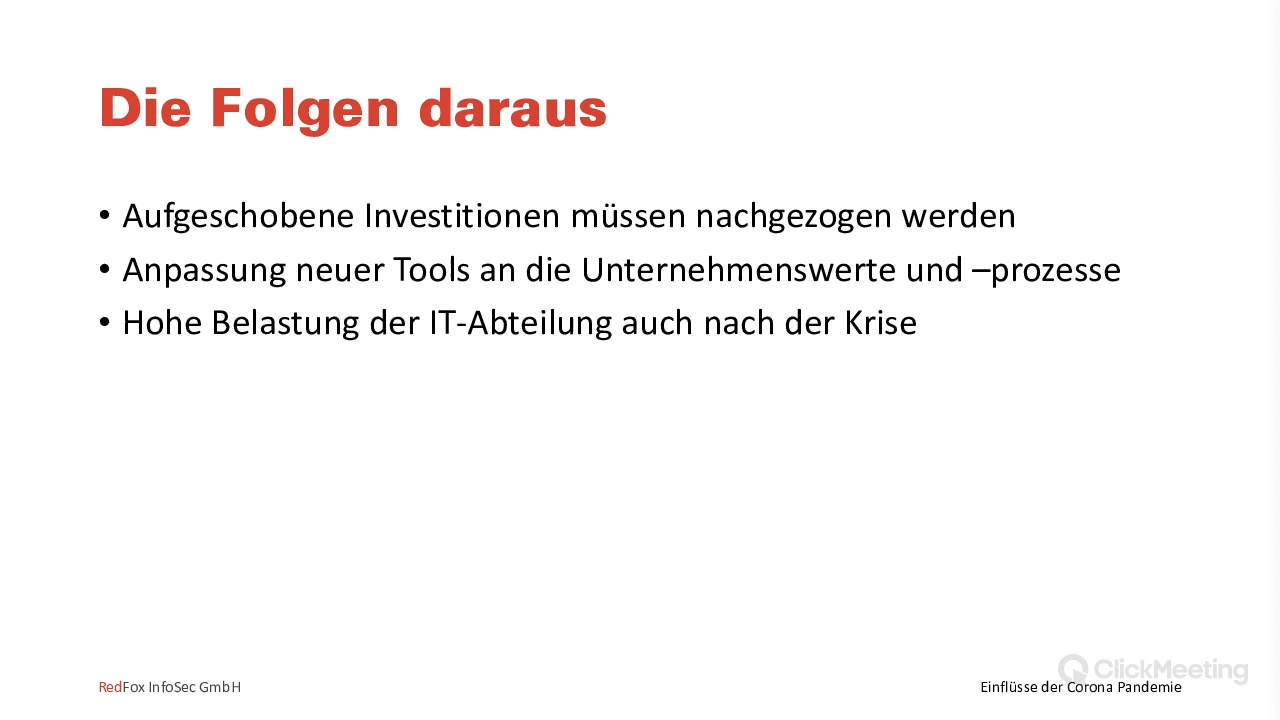 Die Folgen daraus
• Aufgeschobene Investitionen müssen nachgezogen werden
• Anpassung neuer Tools an die Unternehmenswerte und –prozesse
• Hohe Belastung der IT-Abteilung auch nach der Krise
ClickMeeting
RedFox InfoSec GmbH
Einflüsse der Corona Pandemie